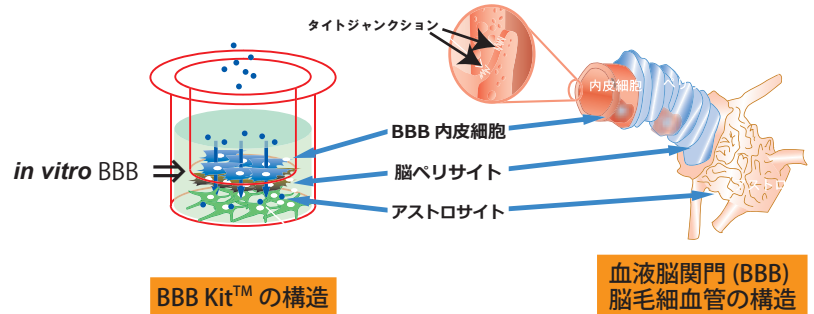 タイトジャンクション
内皮細胞
BBB 内皮細胞
in vitro BBB ⇒
脳ペリサイト
アストロサイト
BBB Kit™ の構造
血液脳関門 (BBB)
脳毛細血管の構造